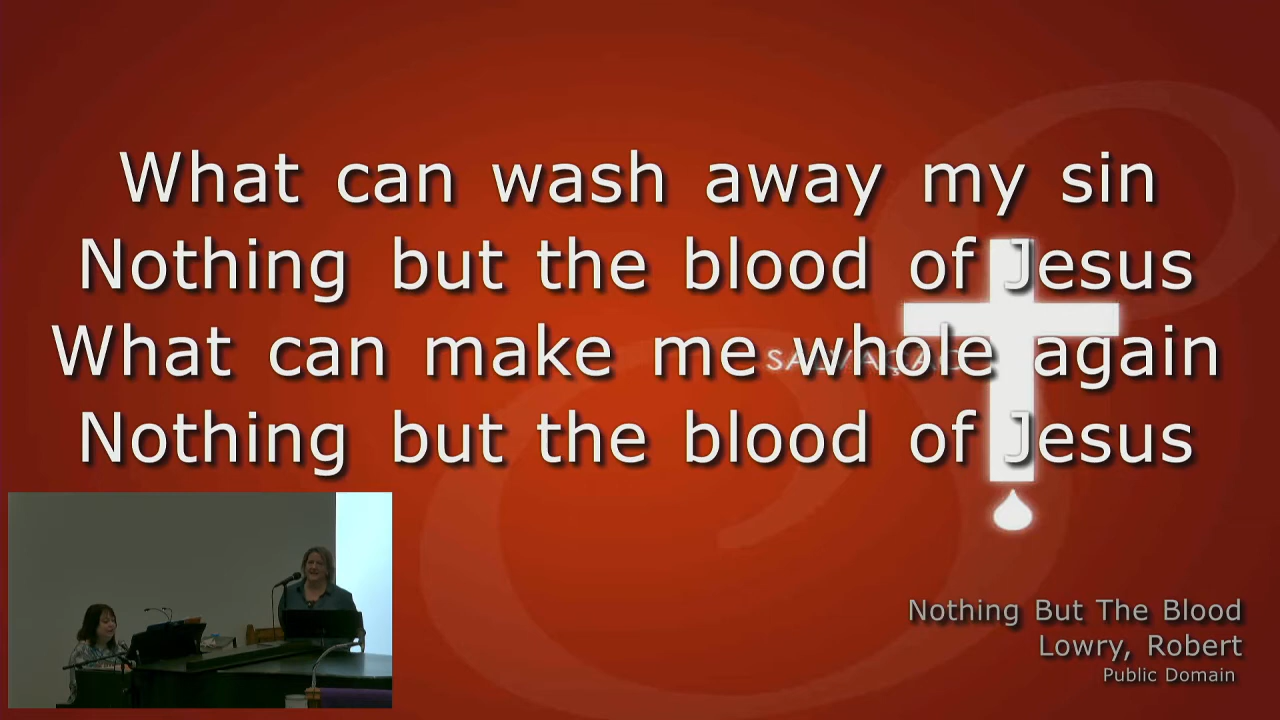 What can wash away my sin
Nothing but the blood of Jesus
What can make me whole again
Nothing but the blood of Jesus
Nothing But The Blood
Lowry, Robert
Public Domain